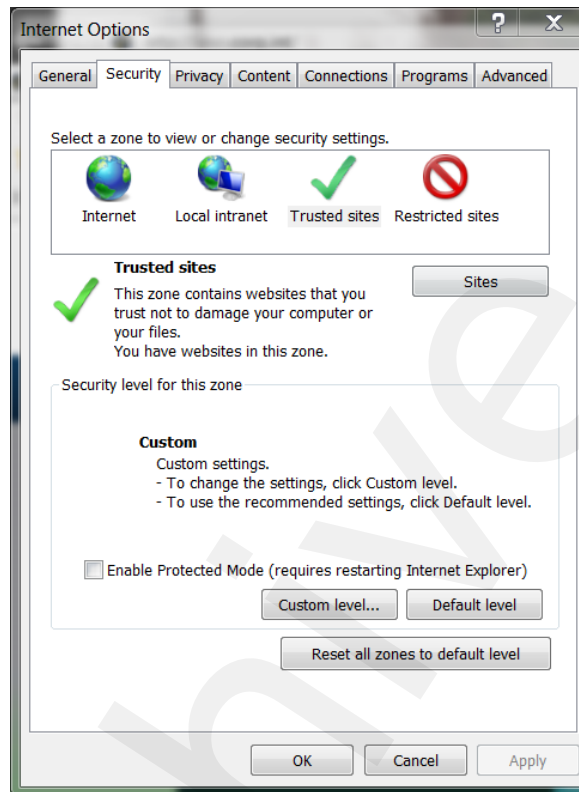 Internet Options
?
X
General Security Privacy Content Connections Programs Advanced
Select a zone to view or change security settings.
Internet Local intranet Trusted sites Restricted sites
Trusted sites
Sites
This zone contains websites that you
trust not to damage your computer or
your files.
You have websites in this zone.
Security level for this zone
Custom
Custom settings.
- To change the settings, click Custom level.
- To use the recommended settings, click Default level.
Enable Protected Mode (requires restarting Internet Explorer)
Custom level... Default level
Reset all zones to default level
OK Cancel Apply